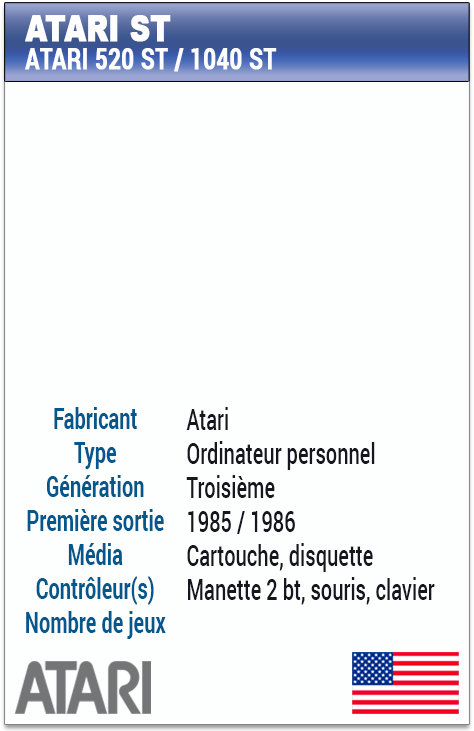 ATARI ST
ATARI 520 ST / 1040 ST
Fabricant Atari
Type Ordinateur personnel
Génération Troisième
Première sortie 1985 / 1986
Média Cartouche, disquette
Contrôleur(s) Manette 2 bt, souris, clavier
Nombre de jeux
ATARI